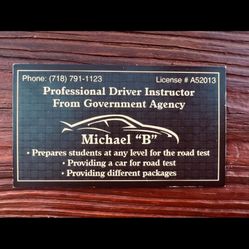 Phone: (718) 791-1123 License # A52013
Professional Driver Instructor
From Government Agency
Michael "B"
• Prepares students at any level for the road test
• Providing a car for road test
• Providing different packages